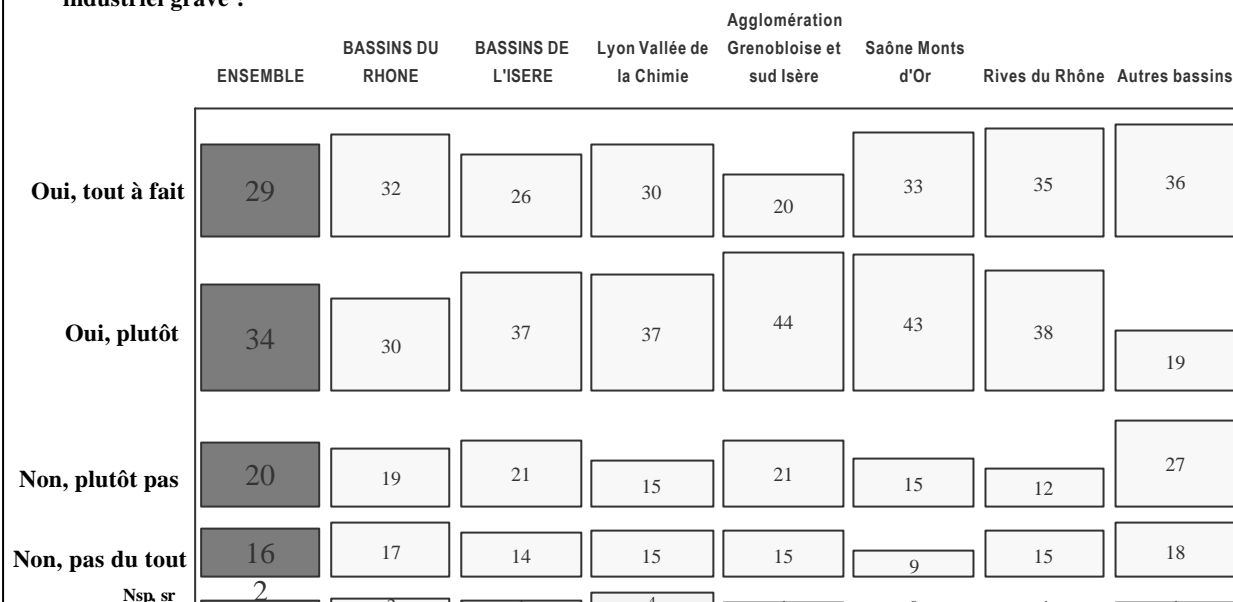 industriel grave ?
ENSEMBLE BASSINS DU RHONE BASSINS DE L'ISERE Lyon Vallée de la Chimie Agglomération Grenobloise et sud Isère Saône Monts d'Or Rives du Rhône Autres bassins
Oui, tout à fait 29 32 26 30 20 33 35 36
Oui, plutôt 34 30 37 37 44 43 38 19
Non, plutôt pas 20 19 21 15 21 15 12 27
Non, pas du tout 16 17 14 15 15 9 15 18
Nsp, sr 2